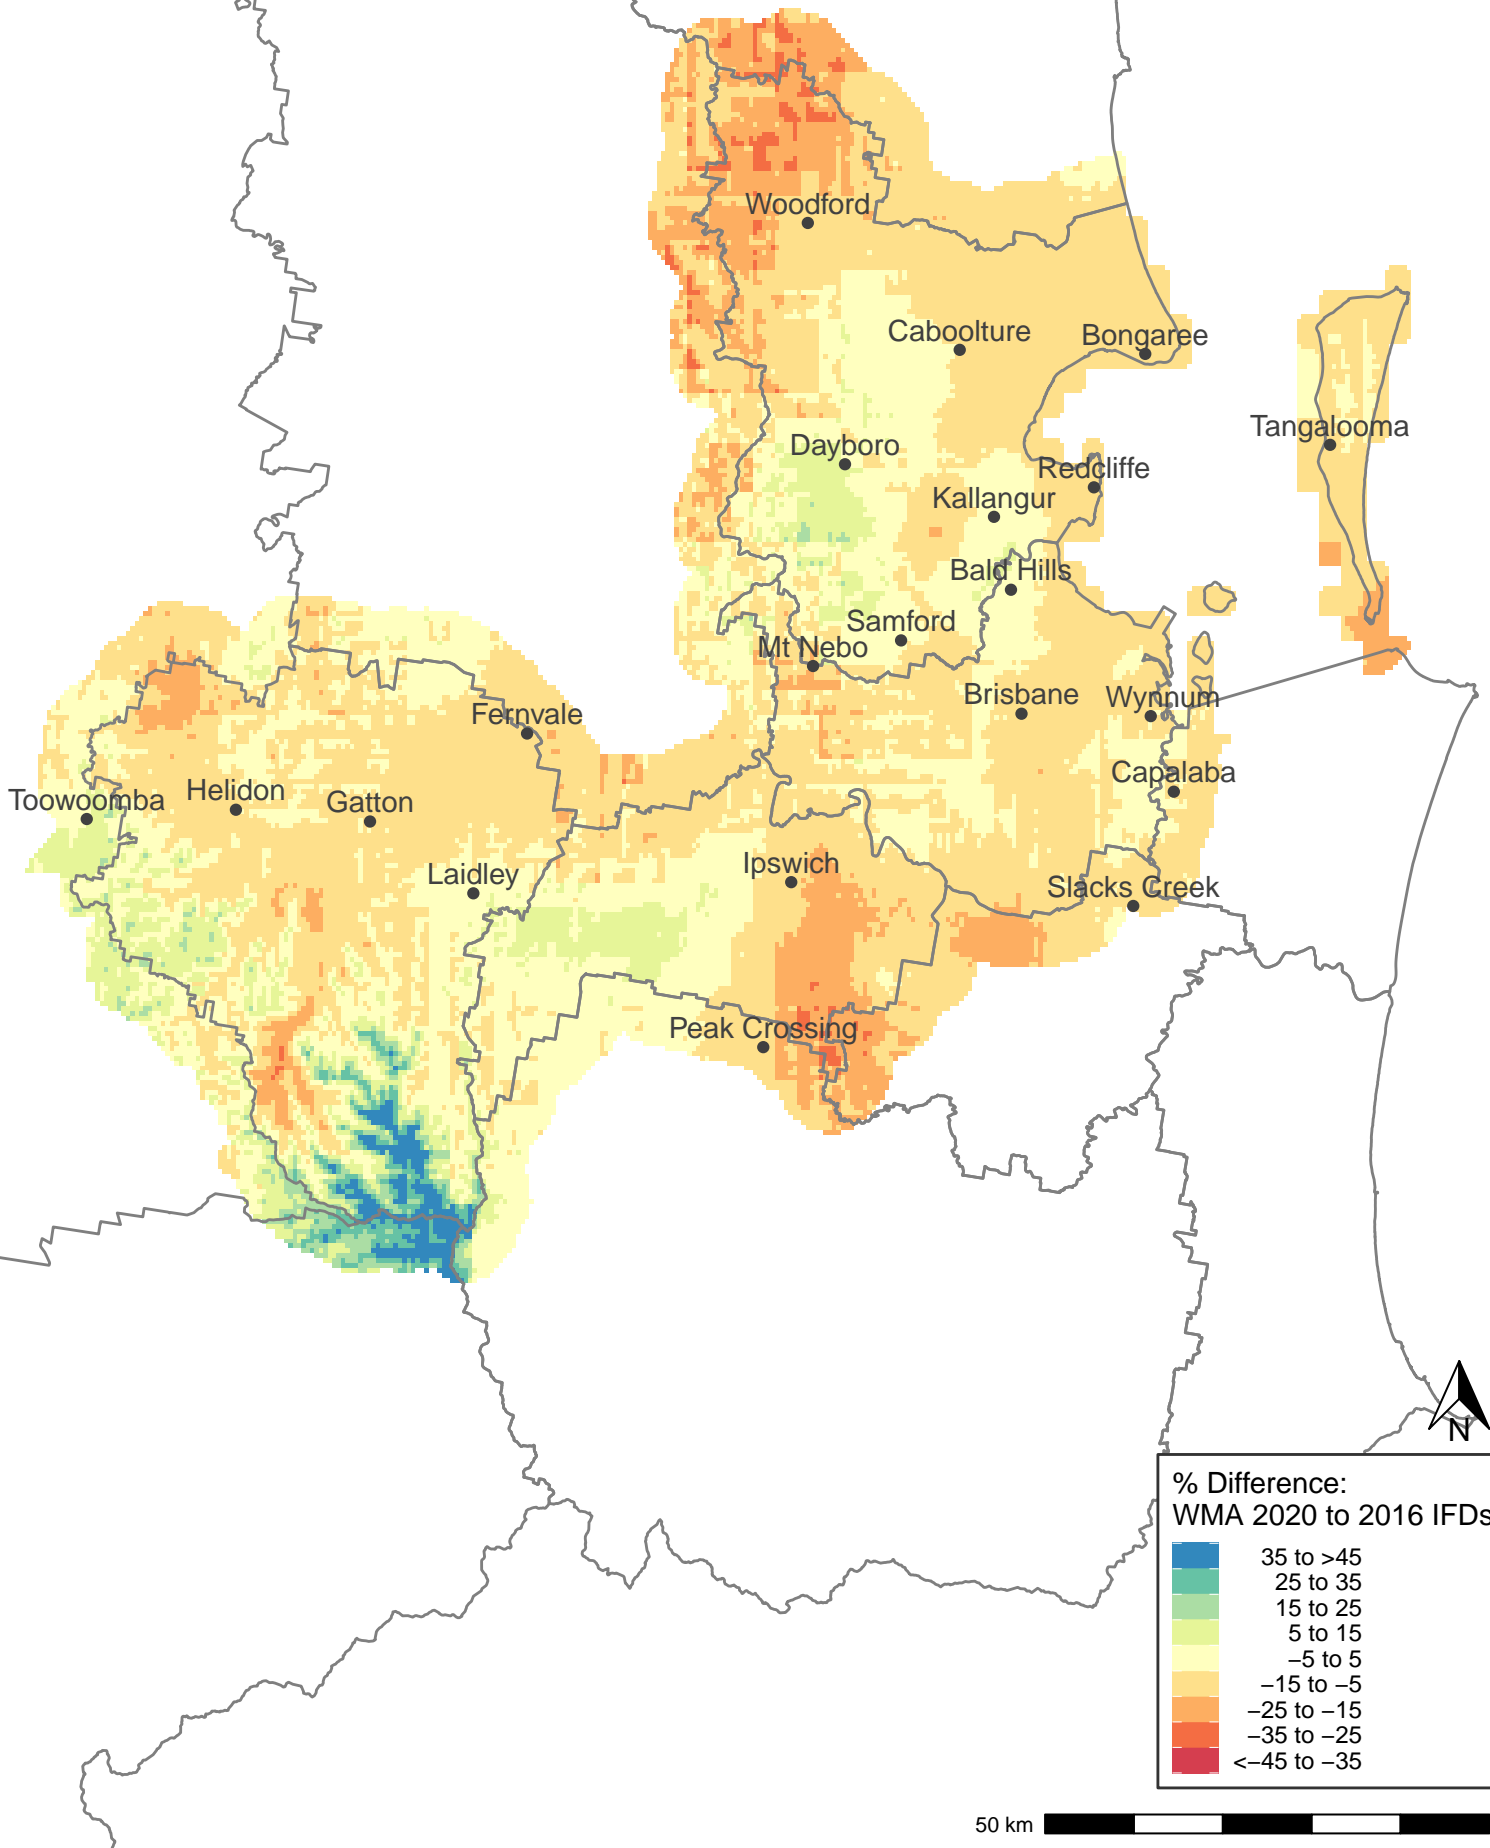 Woodford
Caboolture
Bongaree
Tangalooma
Dayboro
Redcliffe
Kallangur
Bald Hills
Samford
Mt Nebo
Brisbane
Wynnum
Fernvale
Capalaba
Toowoomba
Helidon
Gatton
Ipswich
Laidley
Slacks Creek
Peak Crossing
N
% Difference:
WMA 2020 to 2016 IFDs
35 to >45
25 to 35
15 to 25
5 to 15
−5 to 5
−15 to −5
−25 to −15
−35 to −25
<−45 to −35
50 km